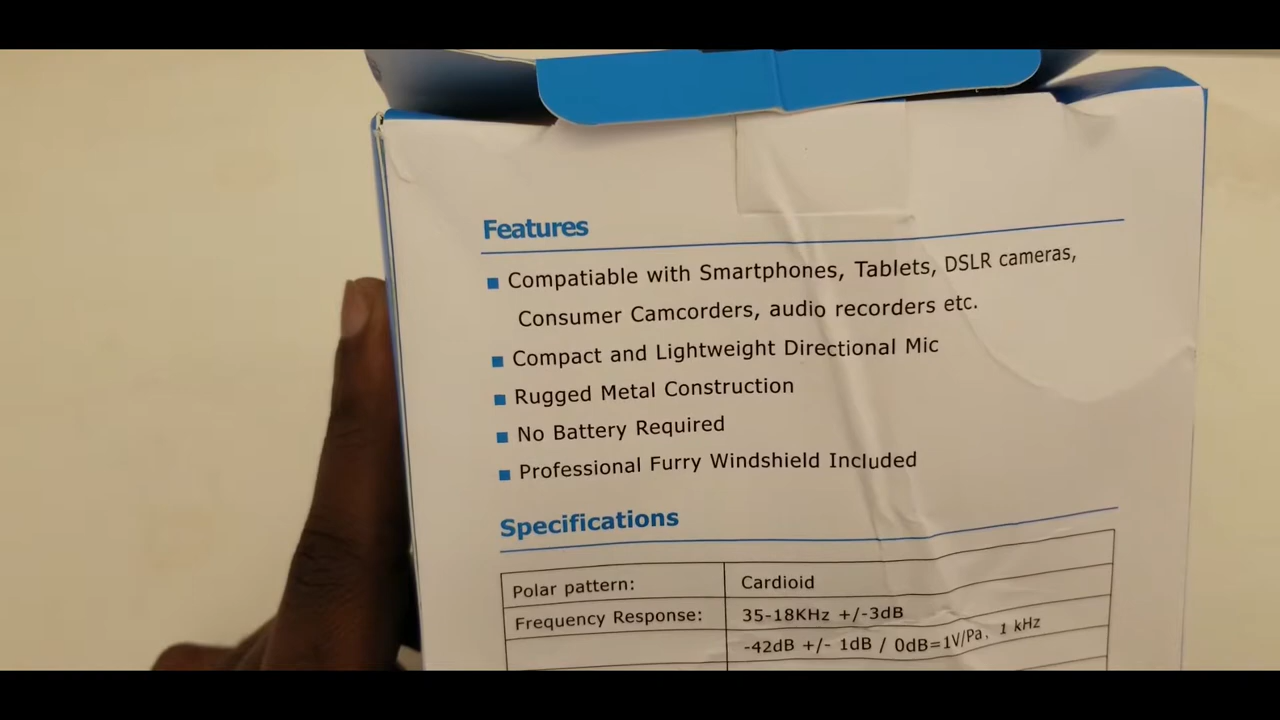 Features
Compatiable with Smartphones, Tablets, DSLR cameras,
Consumer Camcorders, audio recorders etc.
Compact and Lightweight Directional Mic
Rugged Metal Construction
No Battery Required
Professional Furry Windshield Included
Specifications
Polar pattern: Cardioid
Frequency Response: 35-18KHz +/-3dB
-42dB +/- 1dB / 0dB=1V/Pa, 1 kHz